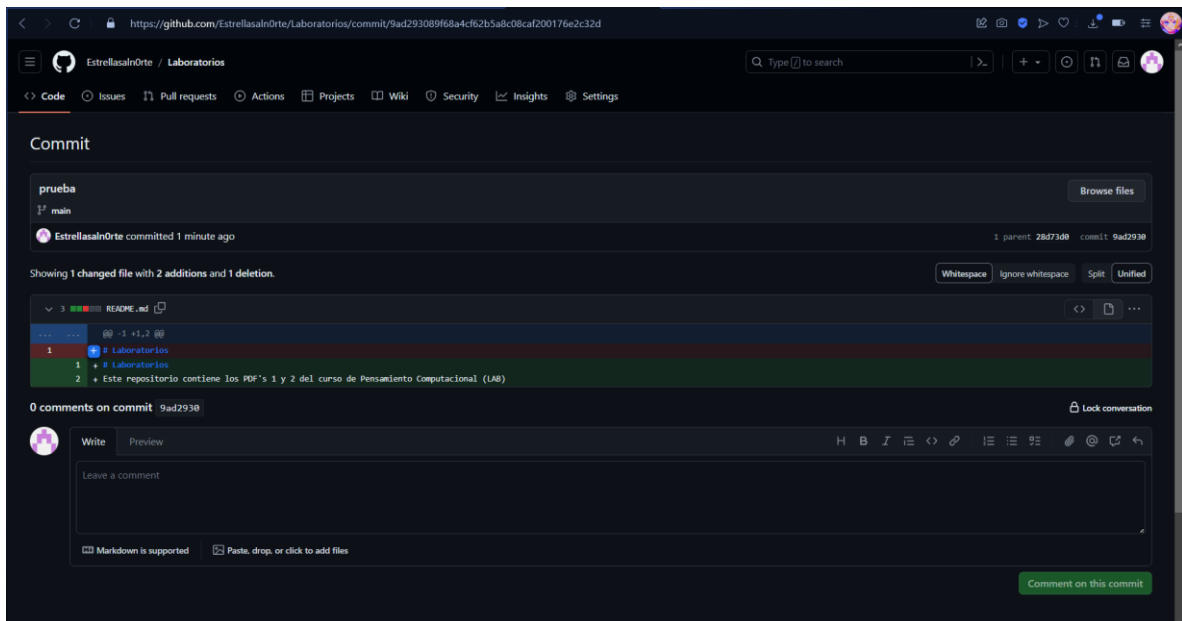 https://github.com/Estrellasaln0rte/Laboratorios/commit/9ad293089f68a4cf62b5a8c08caf200176e2c32d
Estrellasaln0rte / Laboratorios
Type / to search
Code Issues Pull requests Actions Projects Wiki Security Insights Settings
Commit
prueba
Browse files
main
Estrellasaln0rte committed 1 minute ago
1 parent 28d73d0 commit 9ad2930
Showing 1 changed file with 2 additions and 1 deletion.
Whitespace Ignore whitespace Split Unified
3 README.md
... ... @@ -1 +1,2 @@
1 + # Laboratorios
1 + # Laboratorios
2 + Este repositorio contiene los PDF's 1 y 2 del curso de Pensamiento Computacional (LAB)
0 comments on commit 9ad2930
Lock conversation
Write Preview
Leave a comment
Markdown is supported Paste, drop, or click to add files
Comment on this commit